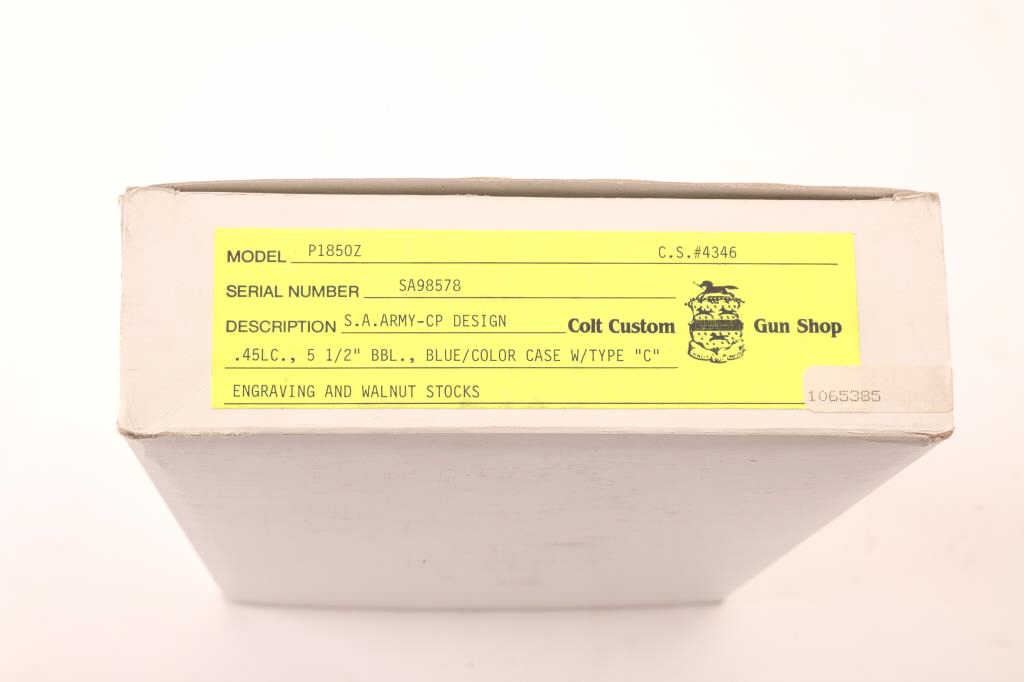 MODEL P1850Z C.S.#4346
SERIAL NUMBER SA98578
DESCRIPTION S.A.ARMY-CP DESIGN Colt Custom Gun Shop
.45LC., 5 1/2" BBL., BLUE/COLOR CASE W/TYPE "C"
ENGRAVING AND WALNUT STOCKS
1065385